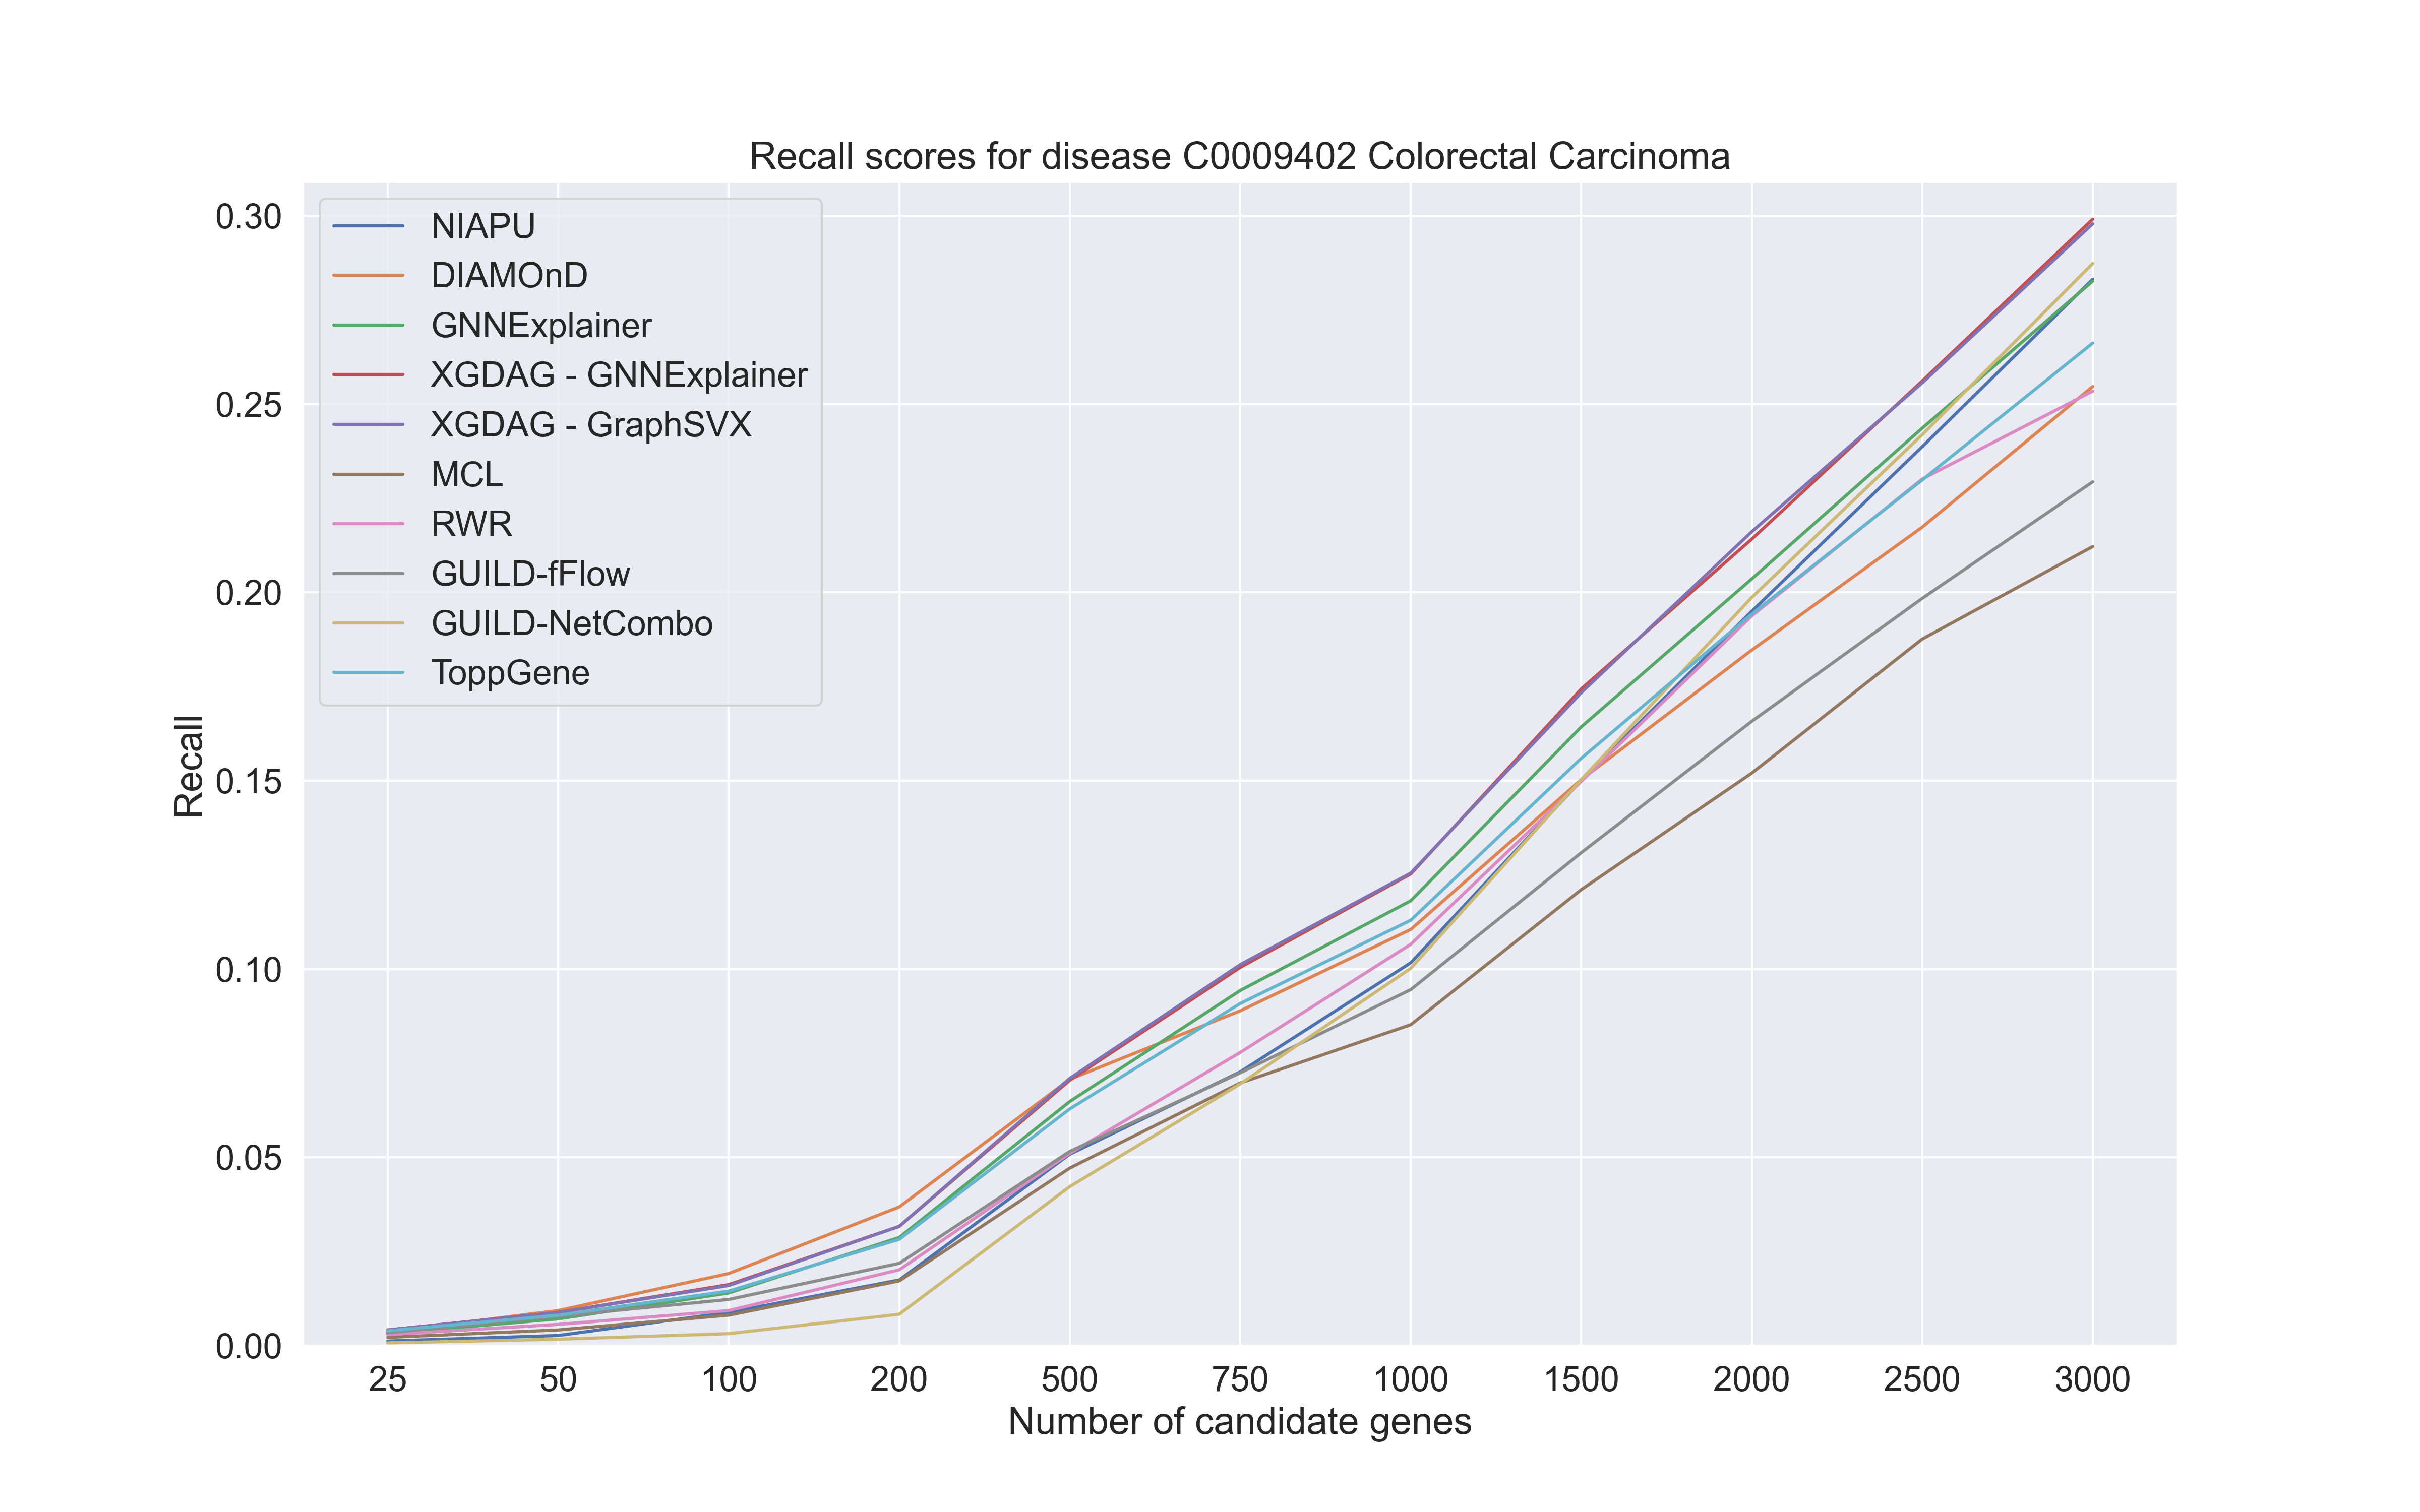 Recall scores for disease C0009402 Colorectal Carcinoma
0.30
0.25
0.20
0.15
0.10
0.05
0.00
Recall
NIAPU
DIAMOnD
GNNExplainer
XGDAG - GNNExplainer
XGDAG - GraphSVX
MCL
RWR
GUILD-fFlow
GUILD-NetCombo
ToppGene
25 50 100 200 500 750 1000 1500 2000 2500 3000
Number of candidate genes